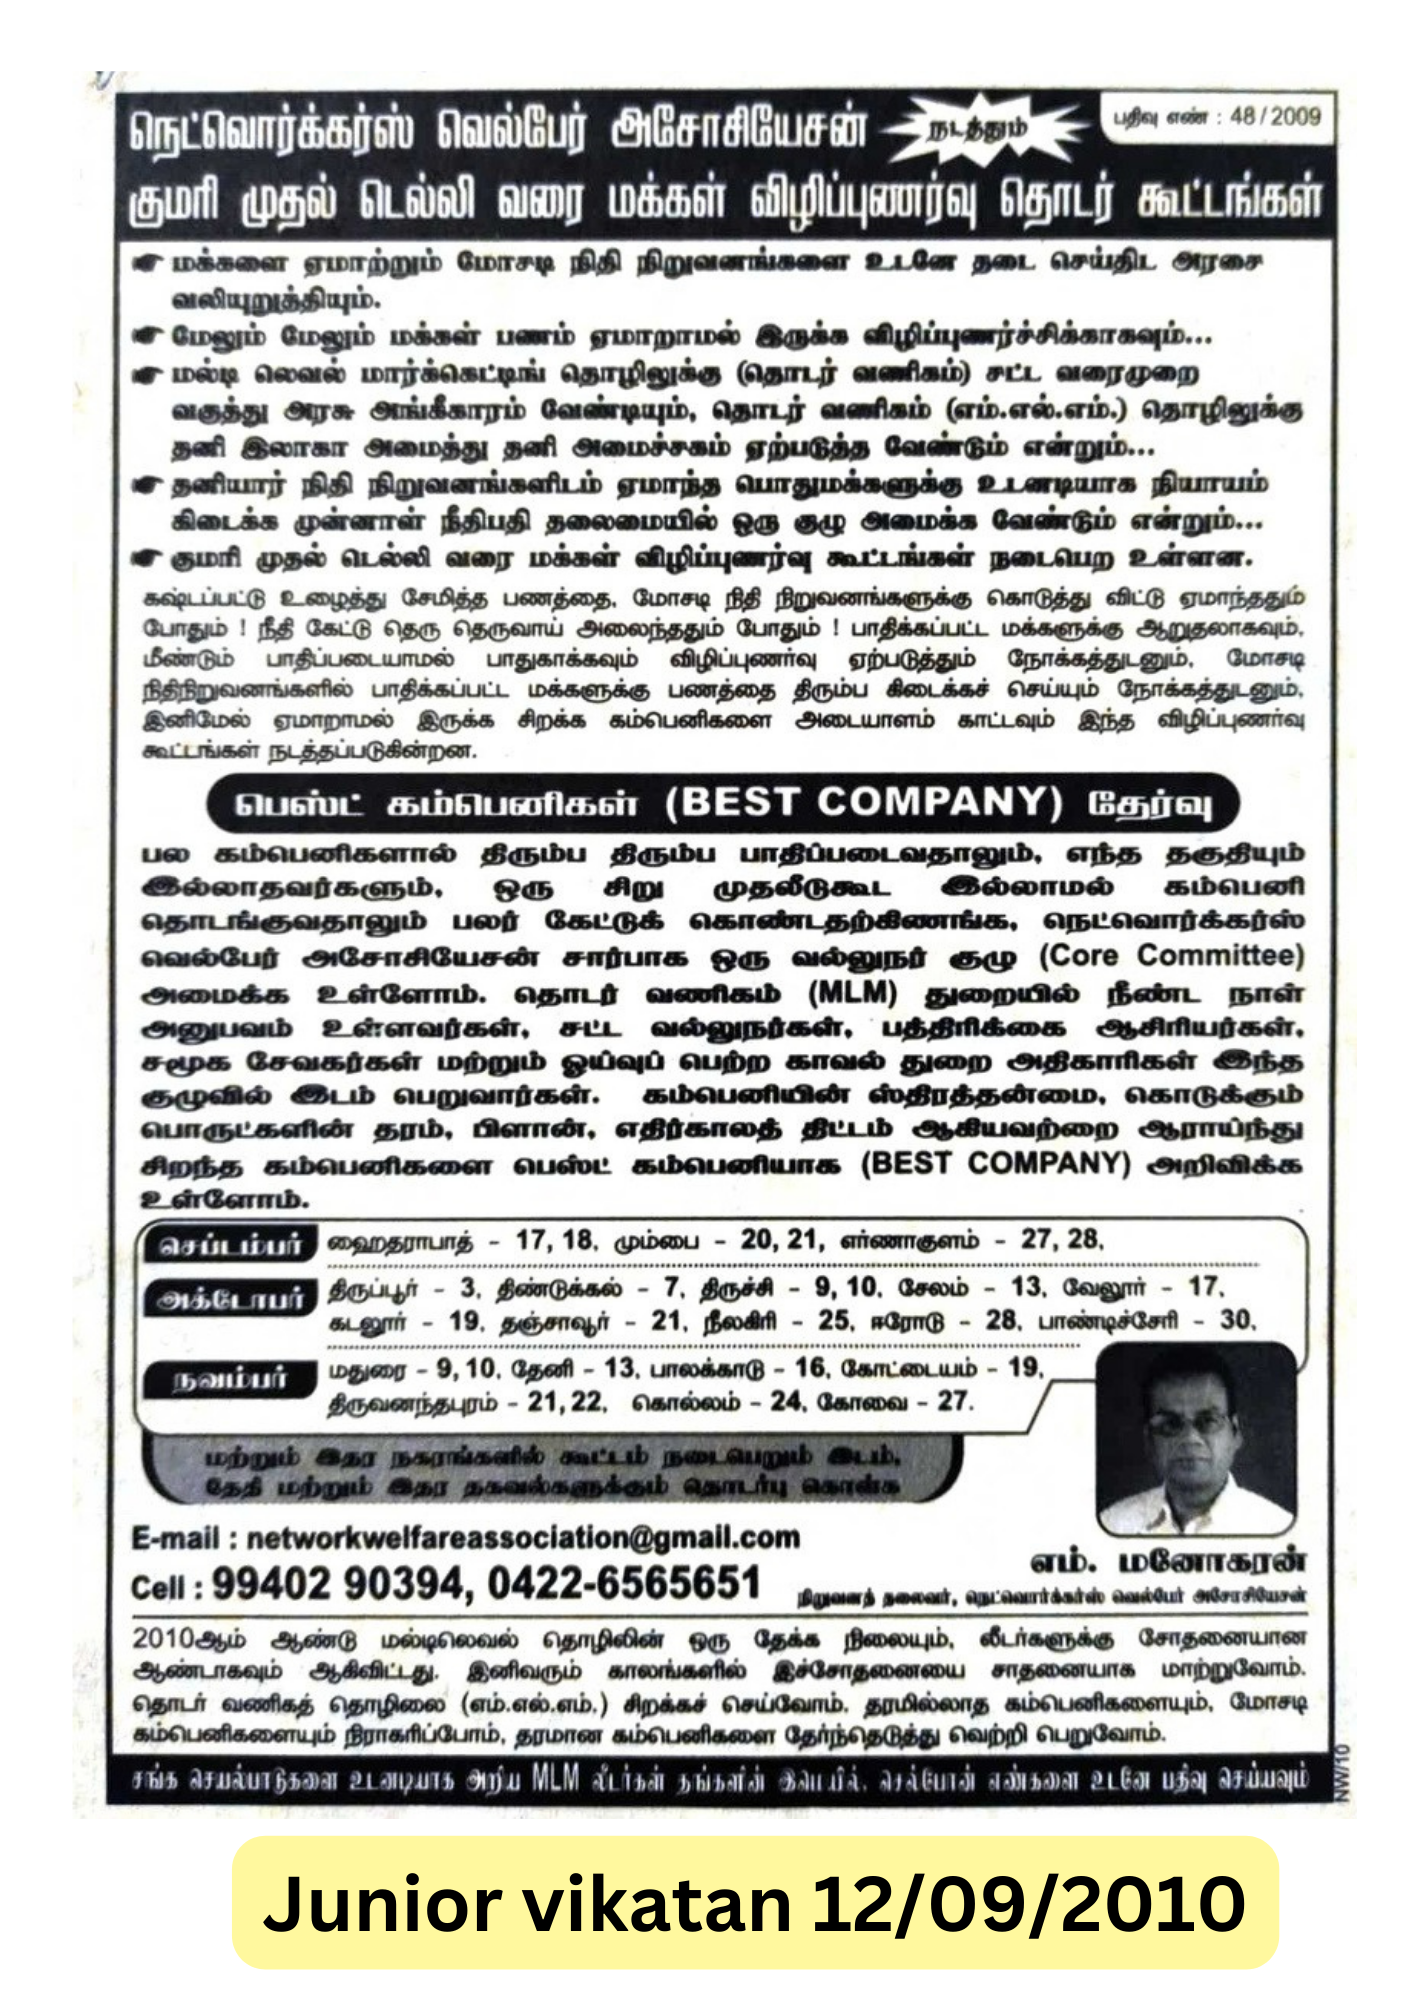 நெட்வொர்க்கர்ஸ் வெல்பேர் அசோசியேசன் நடத்தும் பதிவு எண் : 48/2009
குமரி முதல் டெல்லி வரை மக்கள் விழிப்புணர்வு தொடர் கூட்டங்கள்
☛ மக்களை ஏமாற்றும் மோசடி நிதி நிறுவனங்களை உடனே தடை செய்திட அரசை
வலியுறுத்தியும்.
☛ மேலும் மேலும் மக்கள் பணம் ஏமாறாமல் இருக்க விழிப்புணர்ச்சிக்காகவும்...
☛ மல்டி லெவல் மார்க்கெட்டிங் தொழிலுக்கு (தொடர் வணிகம்) சட்ட வரைமுறை
வகுத்து அரசு அங்கீகாரம் வேண்டியும், தொடர் வணிகம் (எம்.எல்.எம்.) தொழிலுக்கு
தனி இலாகா அமைத்து தனி அமைச்சகம் ஏற்படுத்த வேண்டும் என்றும்...
☛ தனியார் நிதி நிறுவனங்களிடம் ஏமாந்த பொதுமக்களுக்கு உடனடியாக நியாயம்
கிடைக்க முன்னாள் நீதிபதி தலைமையில் ஒரு குழு அமைக்க வேண்டும் என்றும்...
☛ குமரி முதல் டெல்லி வரை மக்கள் விழிப்புணர்வு கூட்டங்கள் நடைபெற உள்ளன.
கஷ்டப்பட்டு உழைத்து சேமித்த பணத்தை, மோசடி நிதி நிறுவனங்களுக்கு கொடுத்து விட்டு ஏமாந்ததும்
போதும் ! நீதி கேட்டு தெரு தெருவாய் அலைந்ததும் போதும் ! பாதிக்கப்பட்ட மக்களுக்கு ஆறுதலாகவும்,
மீண்டும் பாதிப்படையாமல் பாதுகாக்கவும் விழிப்புணர்வு ஏற்படுத்தும் நோக்கத்துடனும், மோசடி
நிதிநிறுவனங்களில் பாதிக்கப்பட்ட மக்களுக்கு பணத்தை திரும்ப கிடைக்கச் செய்யும் நோக்கத்துடனும்,
இனிமேல் ஏமாறாமல் இருக்க சிறக்க கம்பெனிகளை அடையாளம் காட்டவும் இந்த விழிப்புணர்வு
கூட்டங்கள் நடத்தப்படுகின்றன.
பெஸ்ட் கம்பெனிகள் (BEST COMPANY) தேர்வு
பல கம்பெனிகளால் திரும்ப திரும்ப பாதிப்படைவதாலும், எந்த தகுதியும்
இல்லாதவர்களும், ஒரு சிறு முதலீடுகூட இல்லாமல் கம்பெனி
தொடங்குவதாலும் பலர் கேட்டுக் கொண்டதற்கிணங்க, நெட்வொர்க்கர்ஸ்
வெல்பேர் அசோசியேசன் சார்பாக ஒரு வல்லுநர் குழு (Core Committee)
அமைக்க உள்ளோம். தொடர் வணிகம் (MLM) துறையில் நீண்ட நாள்
அனுபவம் உள்ளவர்கள், சட்ட வல்லுநர்கள், பத்திரிக்கை ஆசிரியர்கள்,
சமூக சேவகர்கள் மற்றும் ஓய்வுப் பெற்ற காவல் துறை அதிகாரிகள் இந்த
குழுவில் இடம் பெறுவார்கள். கம்பெனியின் ஸ்திரத்தன்மை, கொடுக்கும்
பொருட்களின் தரம், பிளான், எதிர்காலத் திட்டம் ஆகியவற்றை ஆராய்ந்து
சிறந்த கம்பெனிகளை பெஸ்ட் கம்பெனியாக (BEST COMPANY) அறிவிக்க
உள்ளோம்.
செப்டம்பர் ஹைதராபாத் - 17, 18, மும்பை - 20, 21, எர்ணாகுளம் - 27, 28,
அக்டோபர் திருப்பூர் - 3, திண்டுக்கல் - 7, திருச்சி - 9, 10, சேலம் - 13, வேலூர் - 17,
கடலூர் - 19, தஞ்சாவூர் - 21, நீலகிரி - 25, ஈரோடு - 28, பாண்டிச்சேரி - 30,
நவம்பர் மதுரை - 9, 10, தேனி - 13, பாலக்காடு - 16, கோட்டையம் - 19,
திருவனந்தபுரம் - 21, 22, கொல்லம் - 24, கோவை - 27.
மற்றும் இதர நகரங்களில் கூட்டம் நடைபெறும் இடம்,
தேதி மற்றும் இதர தகவல்களுக்கும் தொடர்பு கொள்க
E-mail : networkwelfareassociation@gmail.com
Cell : 99402 90394, 0422-6565651
எம். மனோகரன்
நிறுவனத் தலைவர், நெட்வொர்க்கர்ஸ் வெல்பேர் அசோசியேசன்
2010ஆம் ஆண்டு மல்டிலெவல் தொழிலின் ஒரு தேக்க நிலையும், லீடர்களுக்கு சோதனையான
ஆண்டாகவும் ஆகிவிட்டது. இனிவரும் காலங்களில் இச்சோதனையை சாதனையாக மாற்றுவோம்.
தொடர் வணிகத் தொழிலை (எம்.எல்.எம்.) சிறக்கச் செய்வோம். தரமில்லாத கம்பெனிகளையும், மோசடி
கம்பெனிகளையும் நிராகரிப்போம், தரமான கம்பெனிகளை தேர்ந்தெடுத்து வெற்றி பெறுவோம்.
சங்க செயல்பாடுகளை உடனடியாக அறிய MLM லீடர்கள் தங்களின் இமெயில், செல்போன் எண்களை உடனே பதிவு செய்யவும்
NW/10
Junior vikatan 12/09/2010